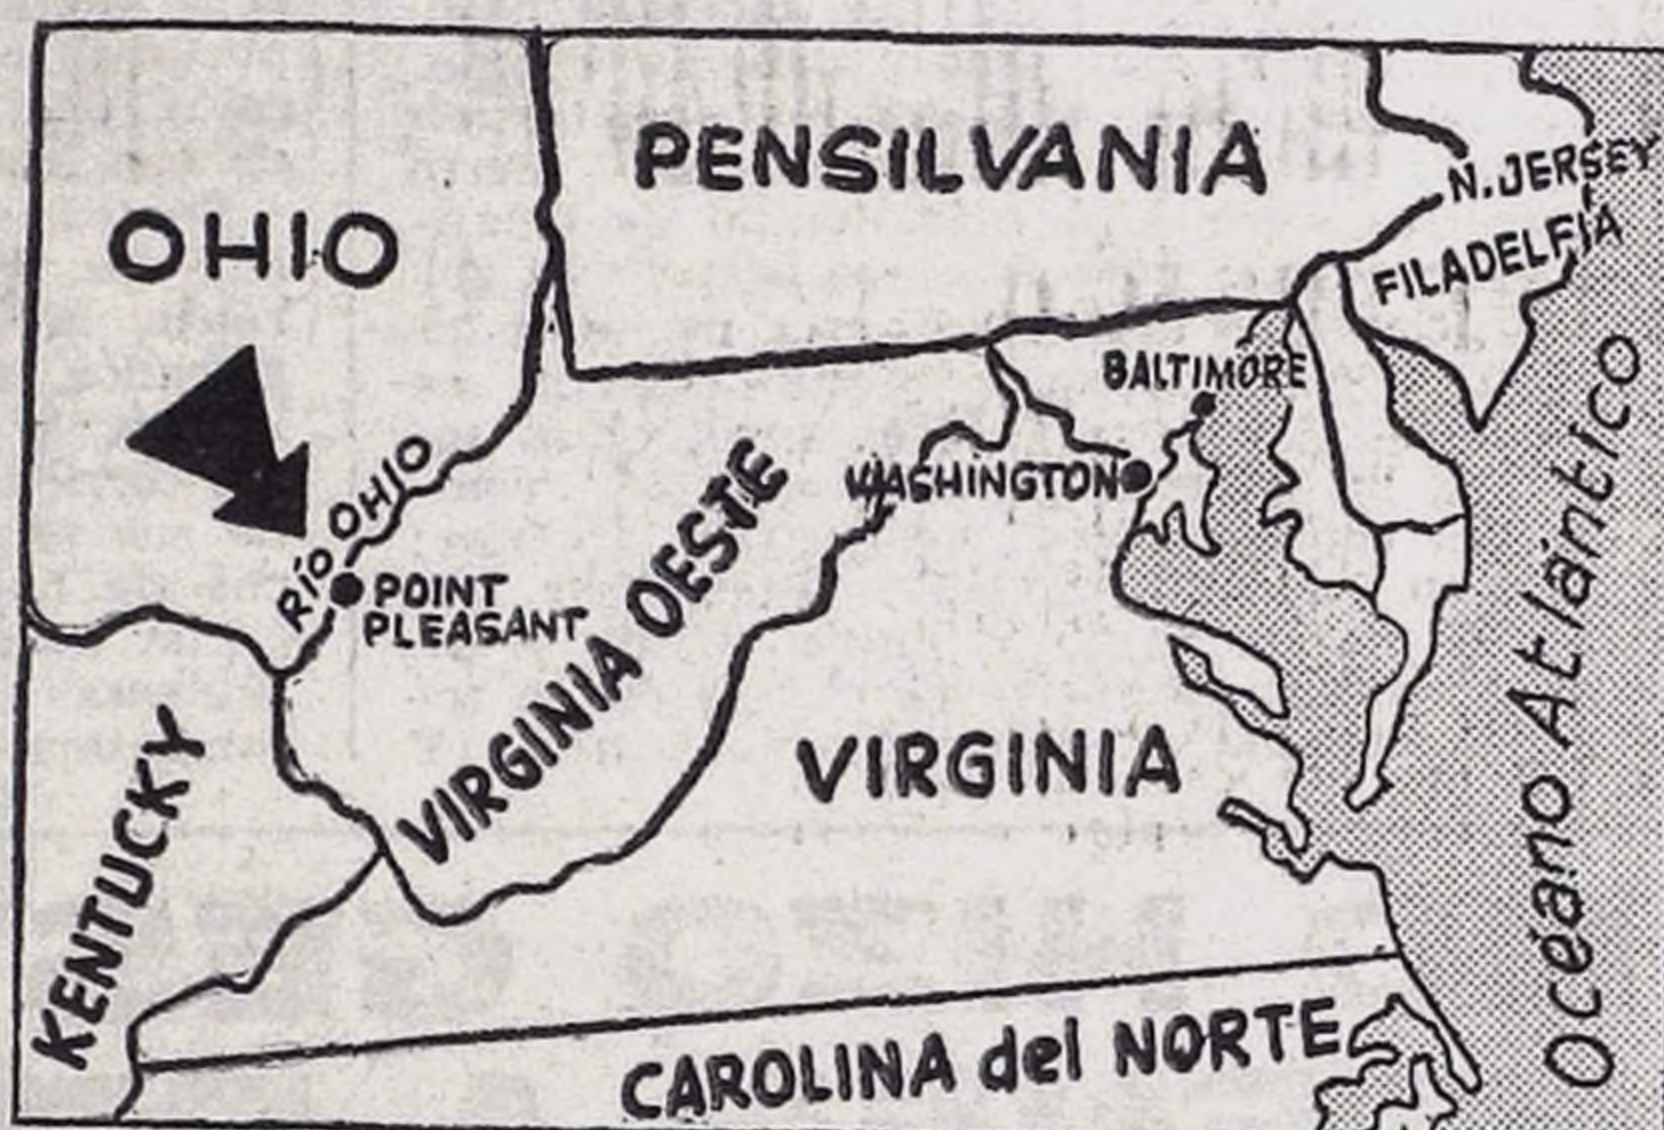 PENSILVANIA
OHIO
N. JERSEY
FILADELFIA
BALTIMORE
WASHINGTON
RÍO OHIO
POINT
PLEASANT
VIRGINIA OESTE
VIRGINIA
KENTUCKY
CAROLINA del NORTE
Océano Atlántico